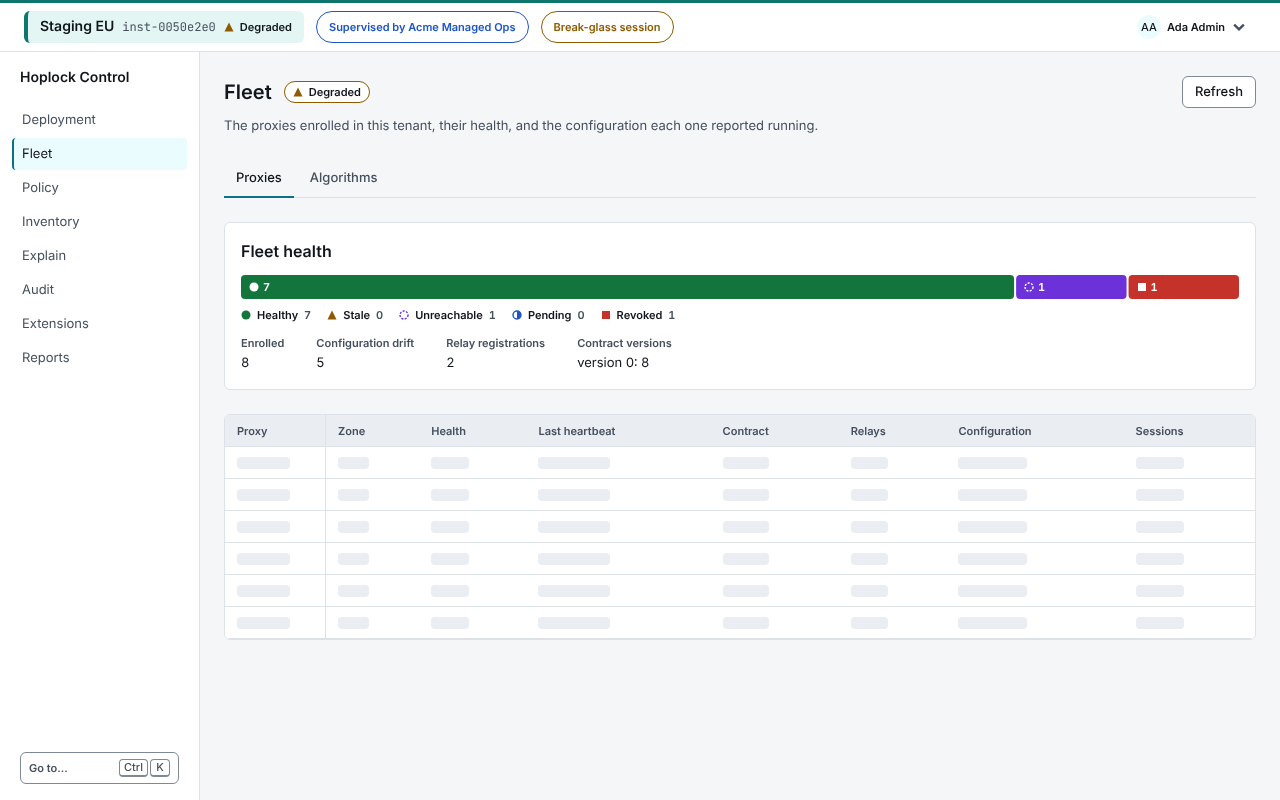 Staging EU inst-0050e2e0 Degraded Supervised by Acme Managed Ops Break-glass session AA Ada Admin
Hoplock Control
Deployment
Fleet
Policy
Inventory
Explain
Audit
Extensions
Reports
Go to... Ctrl K
Fleet Degraded Refresh
The proxies enrolled in this tenant, their health, and the configuration each one reported running.
Proxies Algorithms
Fleet health
7 1 1
Healthy 7 Stale 0 Unreachable 1 Pending 0 Revoked 1
Enrolled Configuration drift Relay registrations Contract versions
8 5 2 version 0: 8
Proxy Zone Health Last heartbeat Contract Relays Configuration Sessions